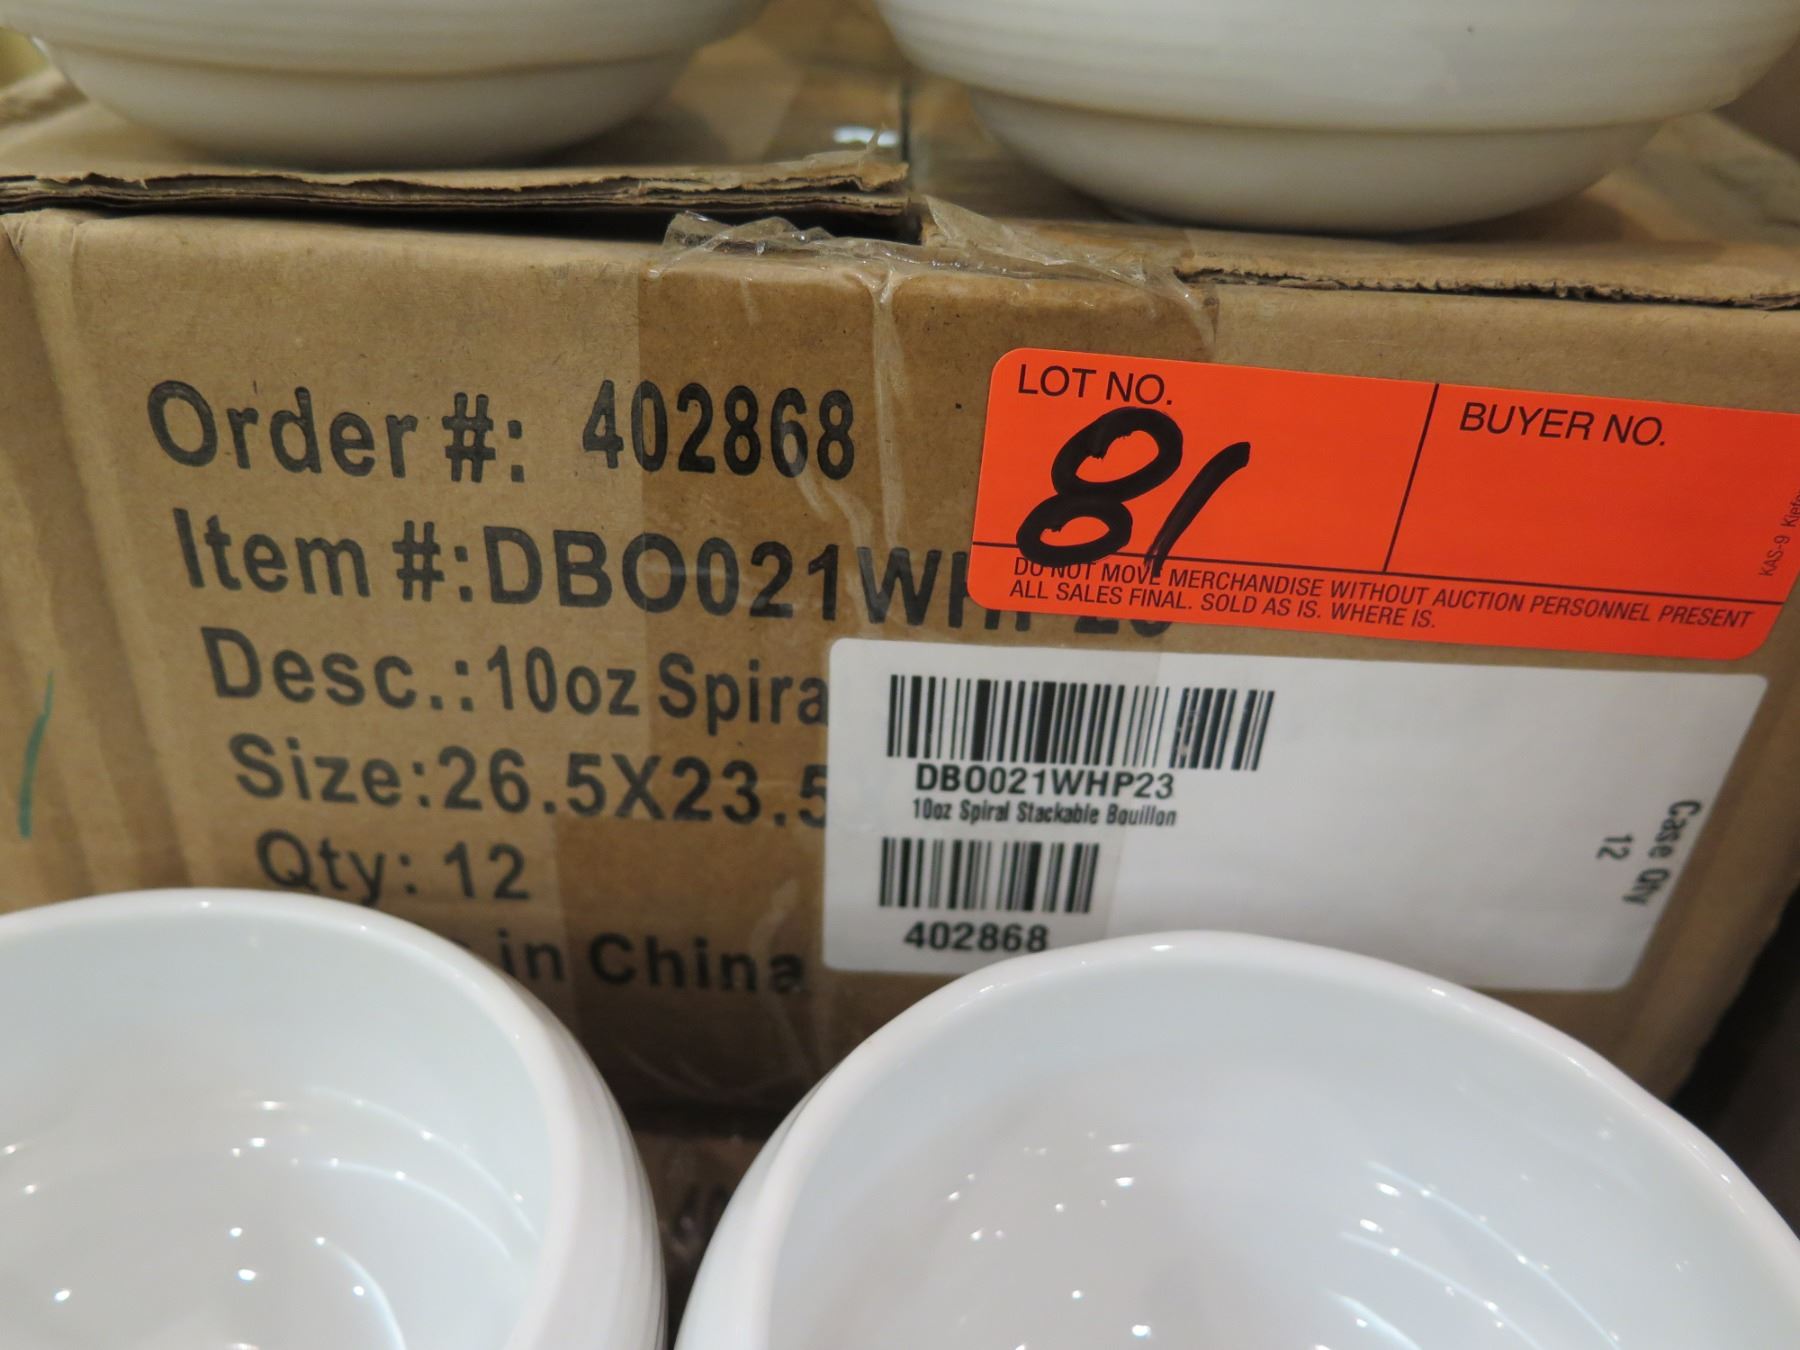 Order #: 402868
Item #:DBO021WHP23
Desc.:10oz Spira
Size:26.5X23.5
Qty: 12
in China
LOT NO.
81
BUYER NO.
DO NOT MOVE MERCHANDISE WITHOUT AUCTION PERSONNEL PRESENT
ALL SALES FINAL. SOLD AS IS. WHERE IS.
KAS-9
DBO021WHP23
10oz Spiral Stackable Bouillon
402868
Case Qty
12